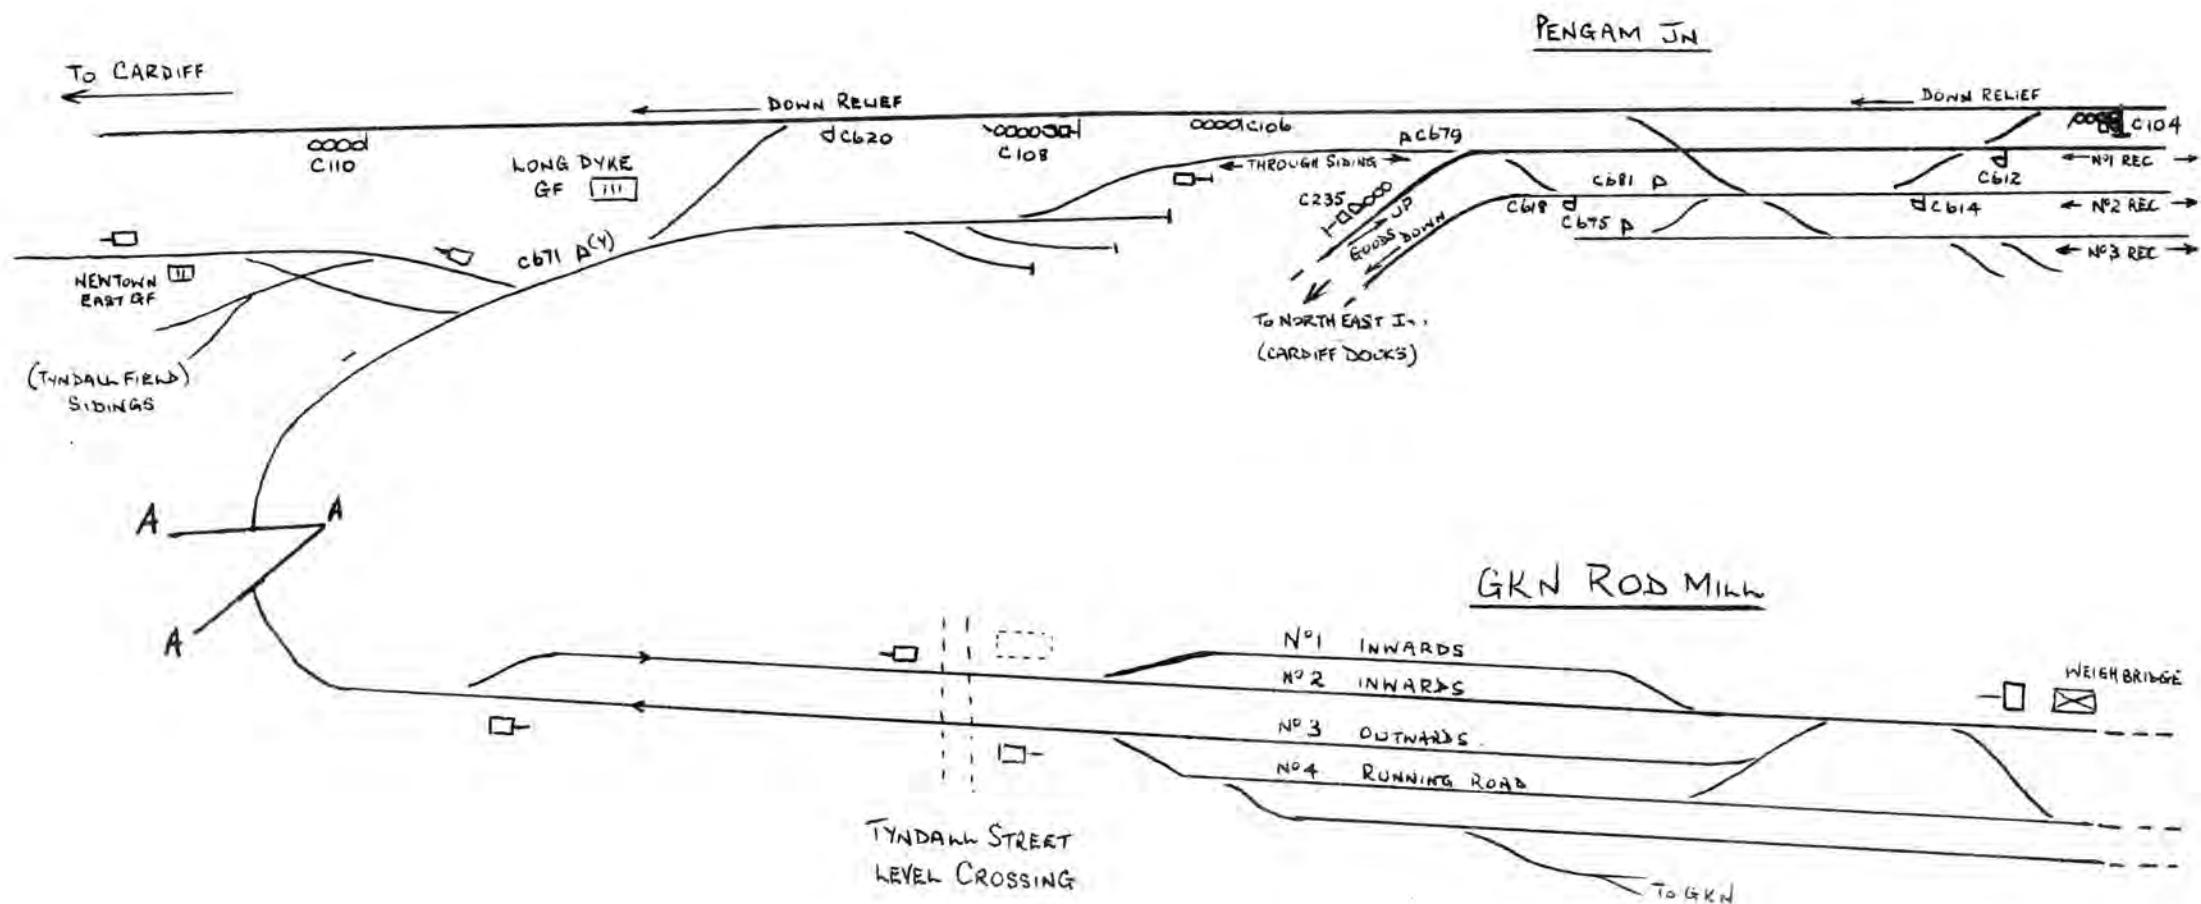 PENGAM JN
TO CARDIFF
DOWN RELIEF
DOWN RELIEF
C110
LONG DYKE
GF
C620
C108
C106
C679
C104
THROUGH SIDING
Nº1 REC
C612
C681
C235
C618
C675
C614
Nº2 REC
UP
GOODS
DOWN
Nº3 REC
C671 (Y)
NEWTOWN
EAST GF
TO NORTH EAST
(CARDIFF DOCKS)
(TYNDALL FIELD)
SIDINGS
A
A
A
GKN ROD MILL
Nº1 INWARDS
Nº2 INWARDS
WEIGHBRIDGE
Nº3 OUTWARDS
Nº4 RUNNING ROAD
TYNDALL STREET
LEVEL CROSSING
TO GKN